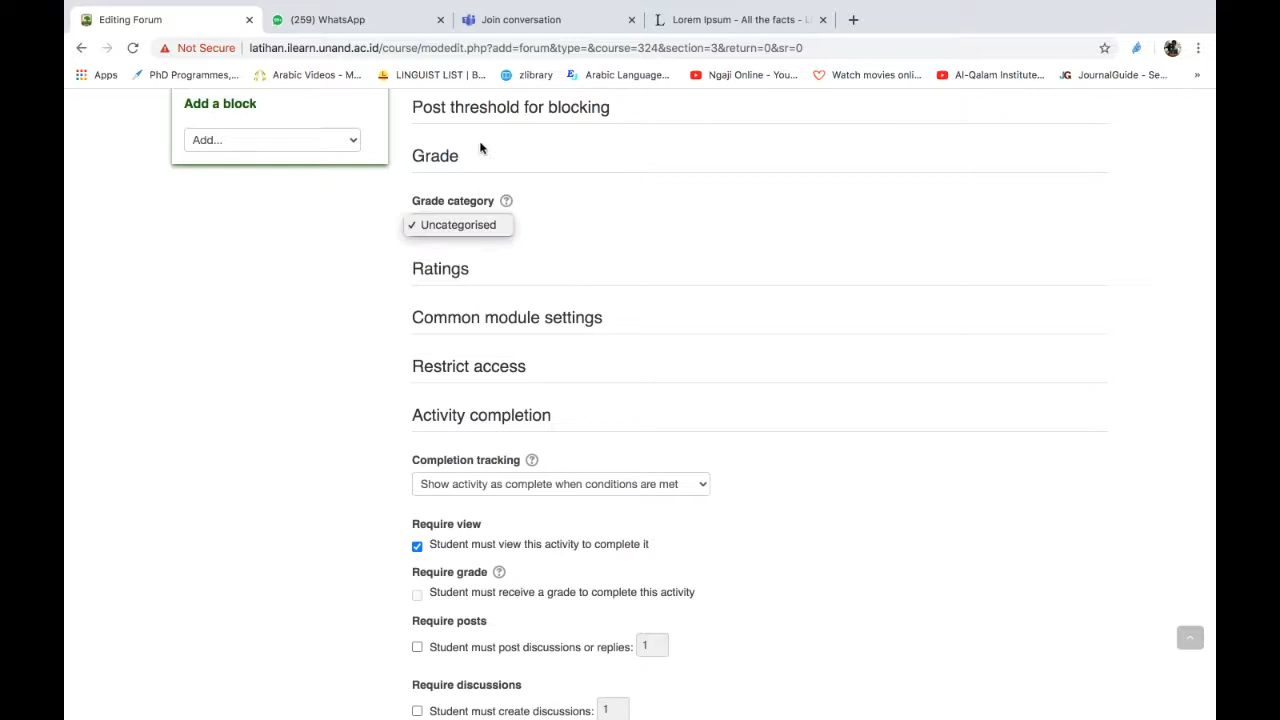 Editing Forum
(259) WhatsApp
Join conversation
Lorem Ipsum - All the facts - Li
Not Secure latihan.ilearn.unand.ac.id/course/modedit.php?add=forum&type=&course=324&section=3&return=0&sr=0
Apps PhD Programmes,... Arabic Videos - M... LINGUIST LIST | B... zlibrary Arabic Language... Ngaji Online - You... Watch movies onli... Al-Qalam Institute... JournalGuide - Se... »
Add a block
Add...
Post threshold for blocking
Grade
Grade category ?
✓ Uncategorised
Ratings
Common module settings
Restrict access
Activity completion
Completion tracking ?
Show activity as complete when conditions are met
Require view
Student must view this activity to complete it
Require grade ?
Student must receive a grade to complete this activity
Require posts
Student must post discussions or replies: 1
Require discussions
Student must create discussions: 1